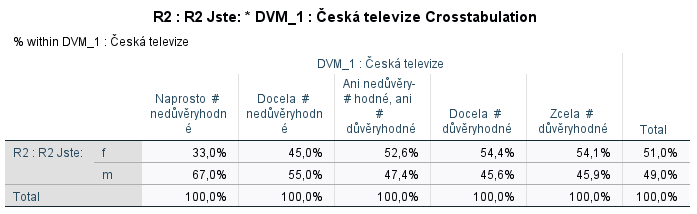 R2 : R2 Jste: * DVM_1 : Česká televize Crosstabulation
% within DVM_1 : Česká televize
DVM_1 : Česká televize
Naprosto # nedůvěryhodn é
Docela # nedůvěryhodn é
Ani nedůvěry- # hodné, ani # důvěryhodné
Docela # důvěryhodné
Zcela # důvěryhodné
Total
R2 : R2 Jste: f 33,0% 45,0% 52,6% 54,4% 54,1% 51,0%
m 67,0% 55,0% 47,4% 45,6% 45,9% 49,0%
Total 100,0% 100,0% 100,0% 100,0% 100,0% 100,0%